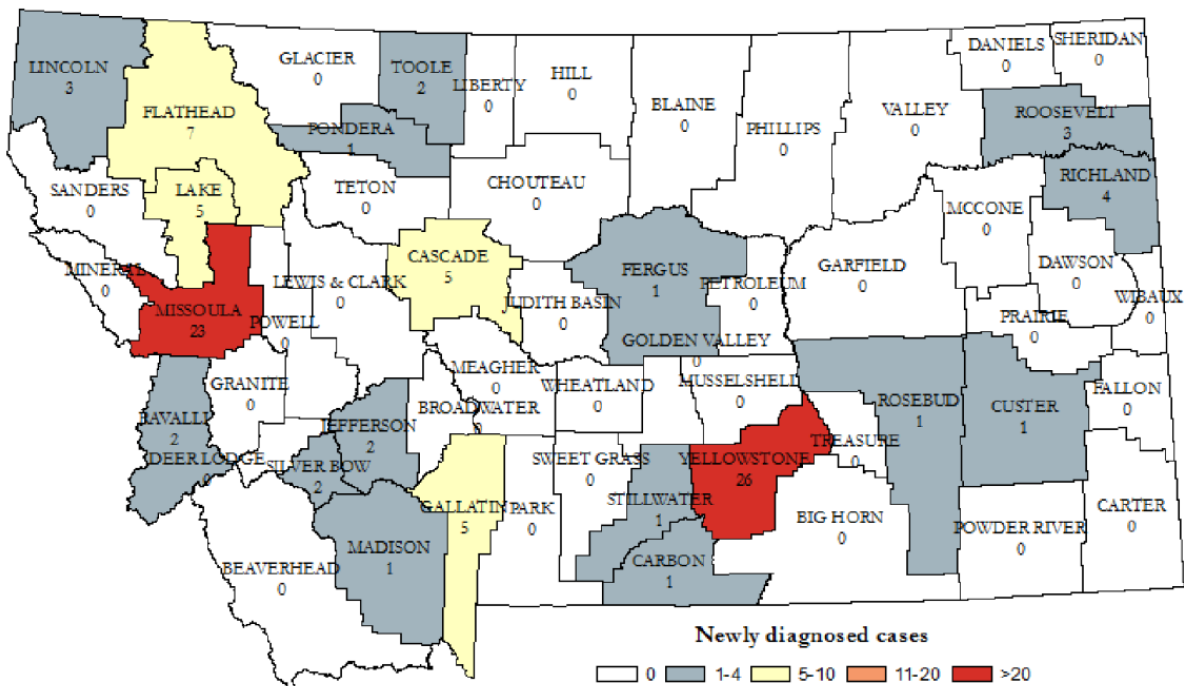 LINCOLN
3
FLATHEAD
7
GLACIER
0
TOOLE
2
LIBERTY
0
HILL
0
BLAINE
0
PHILLIPS
0
VALLEY
0
DANIELS
0
SHERIDAN
0
ROOSEVELT
3
PONDERA
1
RICHLAND
4
SANDERS
0
LAKE
5
TETON
0
CHOUTEAU
0
MCCONE
0
MINERAL
0
MISSOULA
23
POWELL
0
LEWIS & CLARK
0
CASCADE
5
JUDITH BASIN
0
FERGUS
1
PETROLEUM
0
GARFIELD
0
DAWSON
0
WIBAUX
0
PRAIRIE
0
GOLDEN VALLEY
0
MEAGHER
0
WHEATLAND
0
MUSSELSHELL
0
GRANITE
0
RAVALLI
2
JEFFERSON
2
BROADWATER
0
ROSEBUD
1
CUSTER
1
FALLON
0
TREASURE
0
DEER LODGE
0
SILVER BOW
2
SWEET GRASS
0
YELLOWSTONE
26
STILLWATER
1
GALLATIN
5
PARK
0
BIG HORN
0
POWDER RIVER
0
CARTER
0
MADISON
1
CARBON
1
BEAVERHEAD
0
Newly diagnosed cases
0 1-4 5-10 11-20 >20